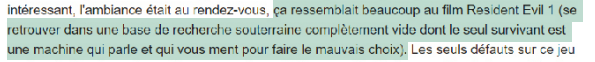 intéressant, l'ambiance était au rendez-vous, ça ressemblait beaucoup au film Resident Evil 1 (se
retrouver dans une base de recherche souterraine complètement vide dont le seul survivant est
une machine qui parle et qui vous ment pour faire le mauvais choix). Les seuls défauts sur ce jeu